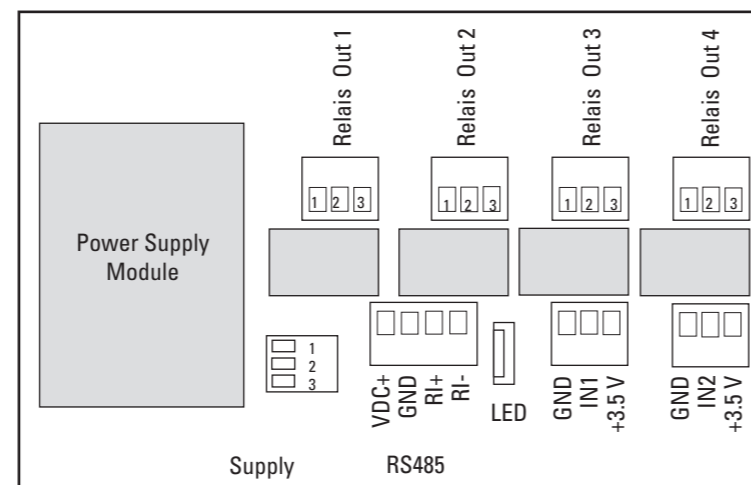 Relais Out 1
Relais Out 2
Relais Out 3
Relais Out 4
1 2 3
1 2 3
1 2 3
1 2 3
Power Supply
Module
1
2
3
VDC+
GND
RI+
RI-
LED
GND
IN1
+3.5 V
GND
IN2
+3.5 V
Supply
RS485